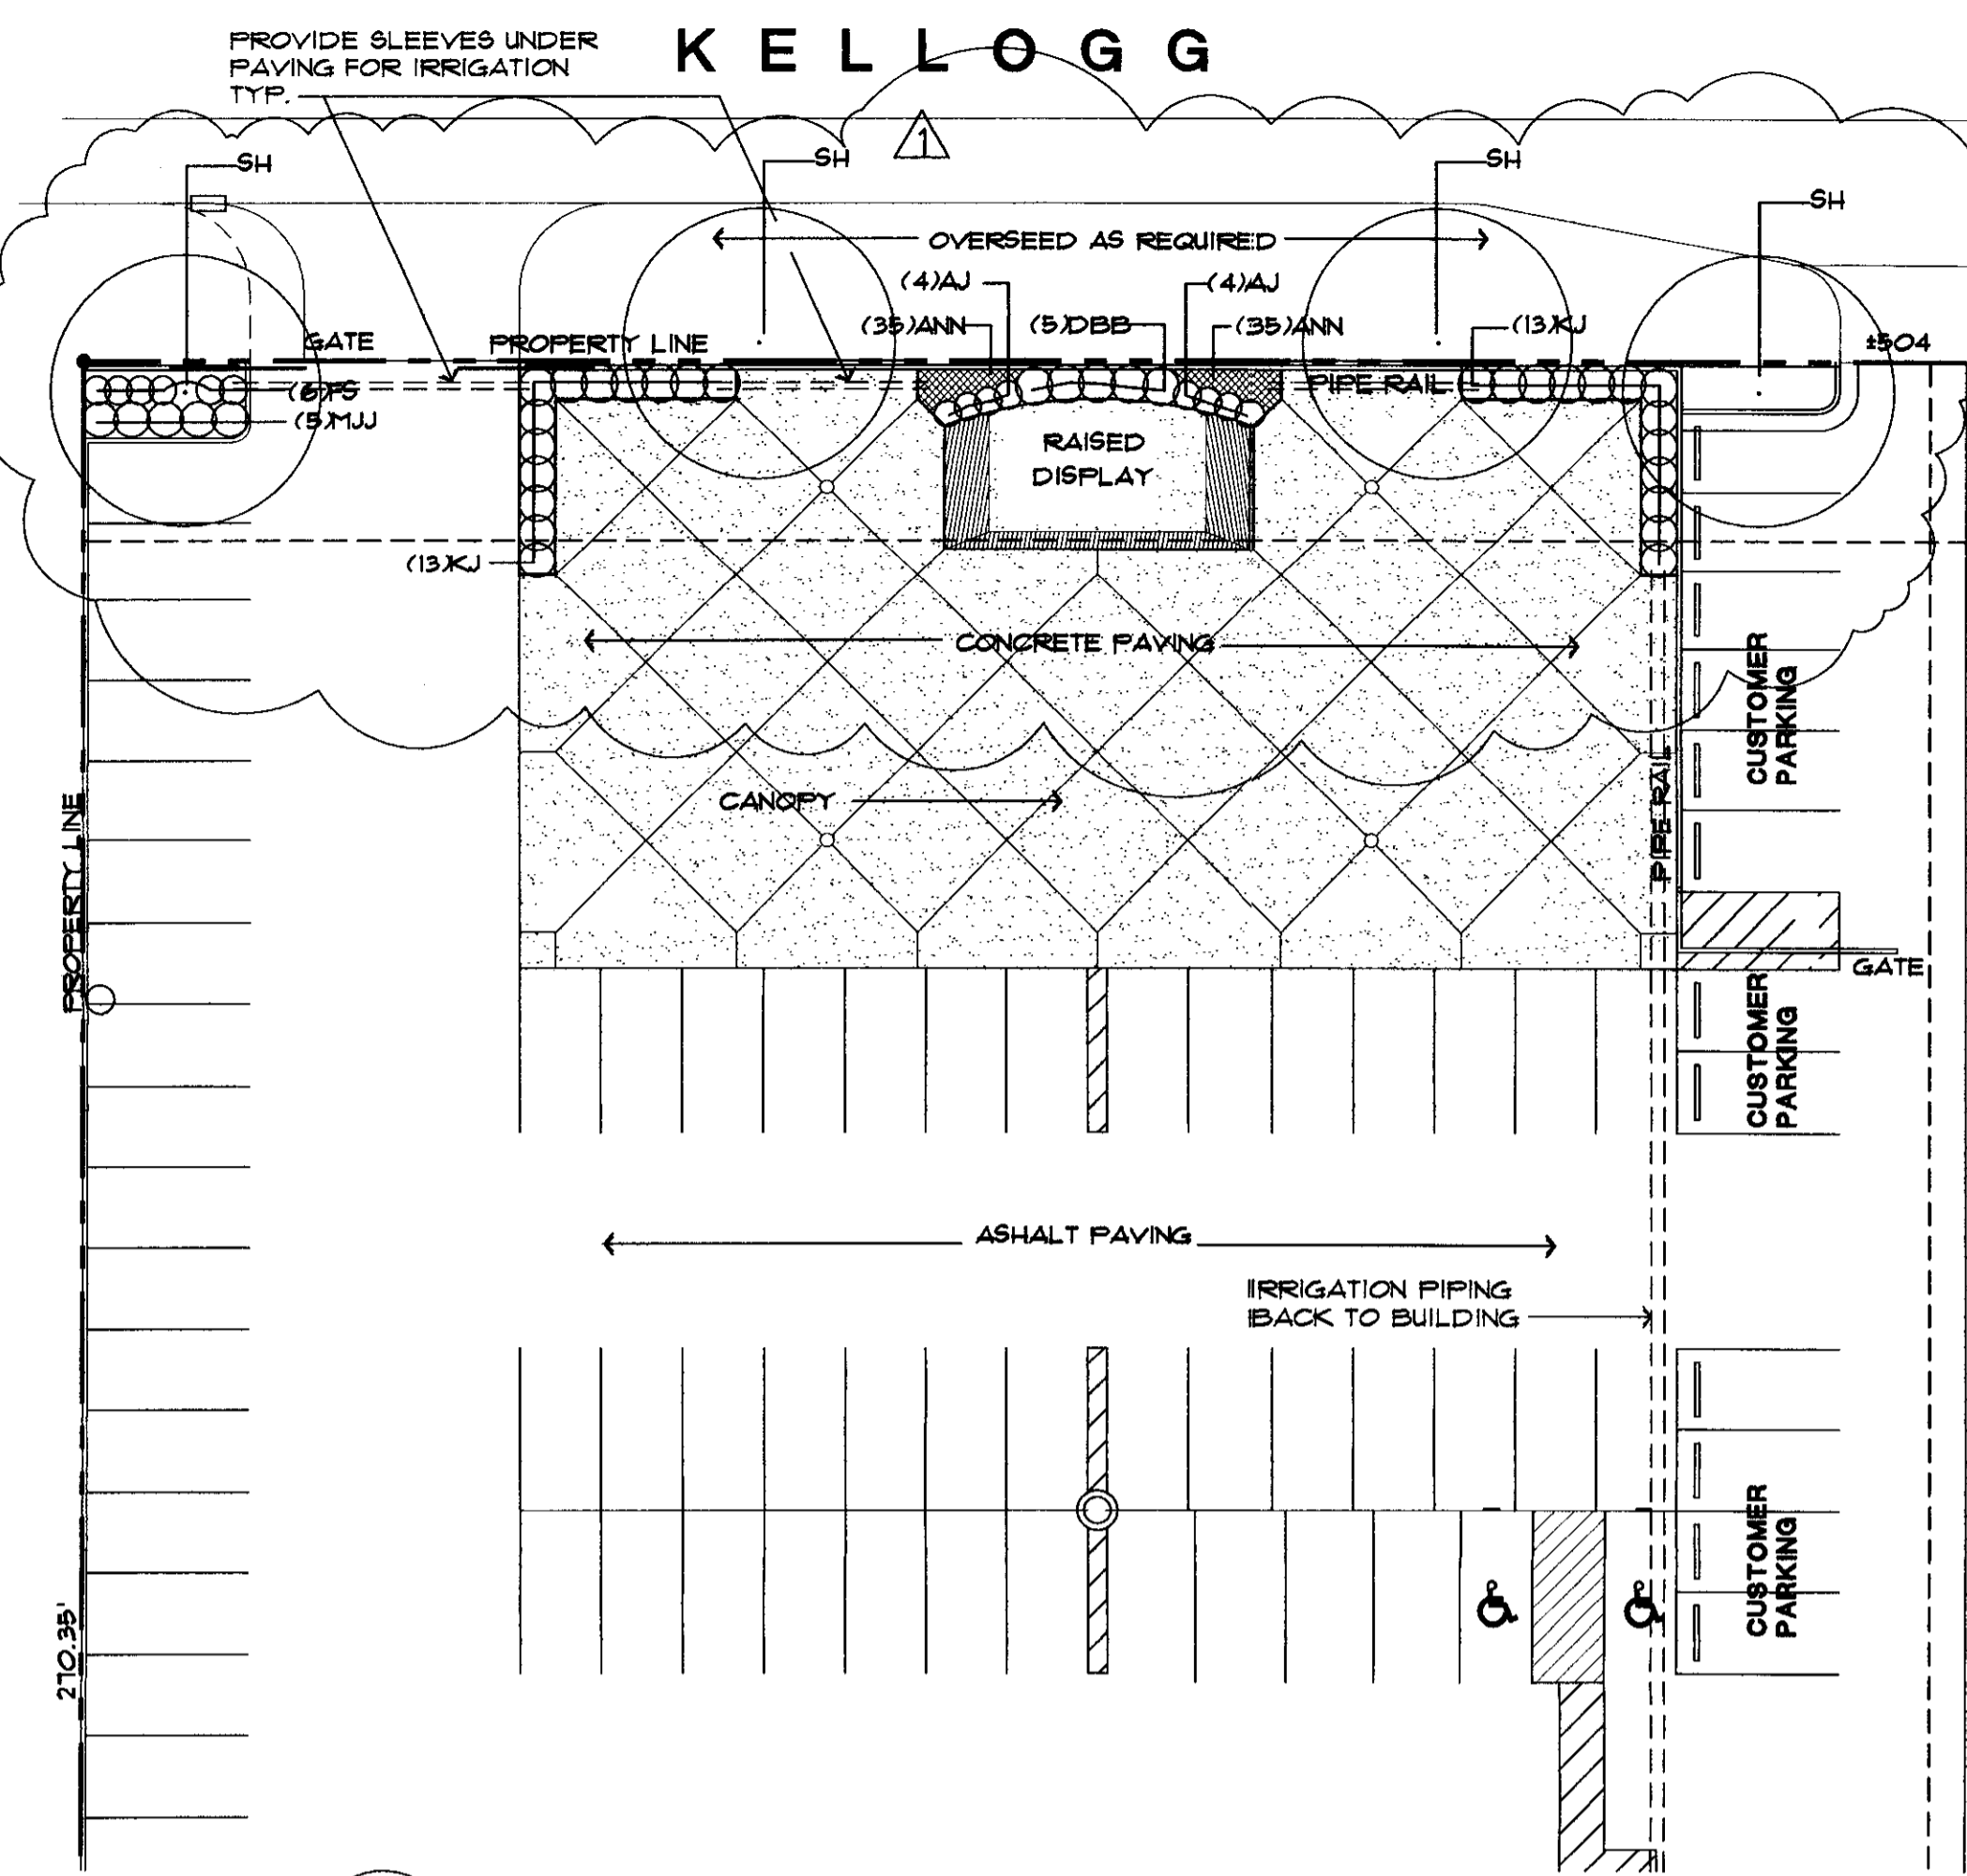 KELLOGG
PROVIDE SLEEVES UNDER
PAVING FOR IRRIGATION
TYP.
1
SH
SH
SH
SH
OVERSEED AS REQUIRED
(4)AJ
(4)AJ
(35)ANN
(5)DBB
(35)ANN
(13)KJ
GATE
PROPERTY LINE
±504
PIPE RAIL
(6)FS
(5)MJJ
RAISED
DISPLAY
(13)KJ
CONCRETE PAVING
CUSTOMER
PARKING
PIPE RAIL
CANOPY
PROPERTY LINE
GATE
CUSTOMER
PARKING
ASHALT PAVING
IRRIGATION PIPING
BACK TO BUILDING
CUSTOMER
PARKING
270.35'